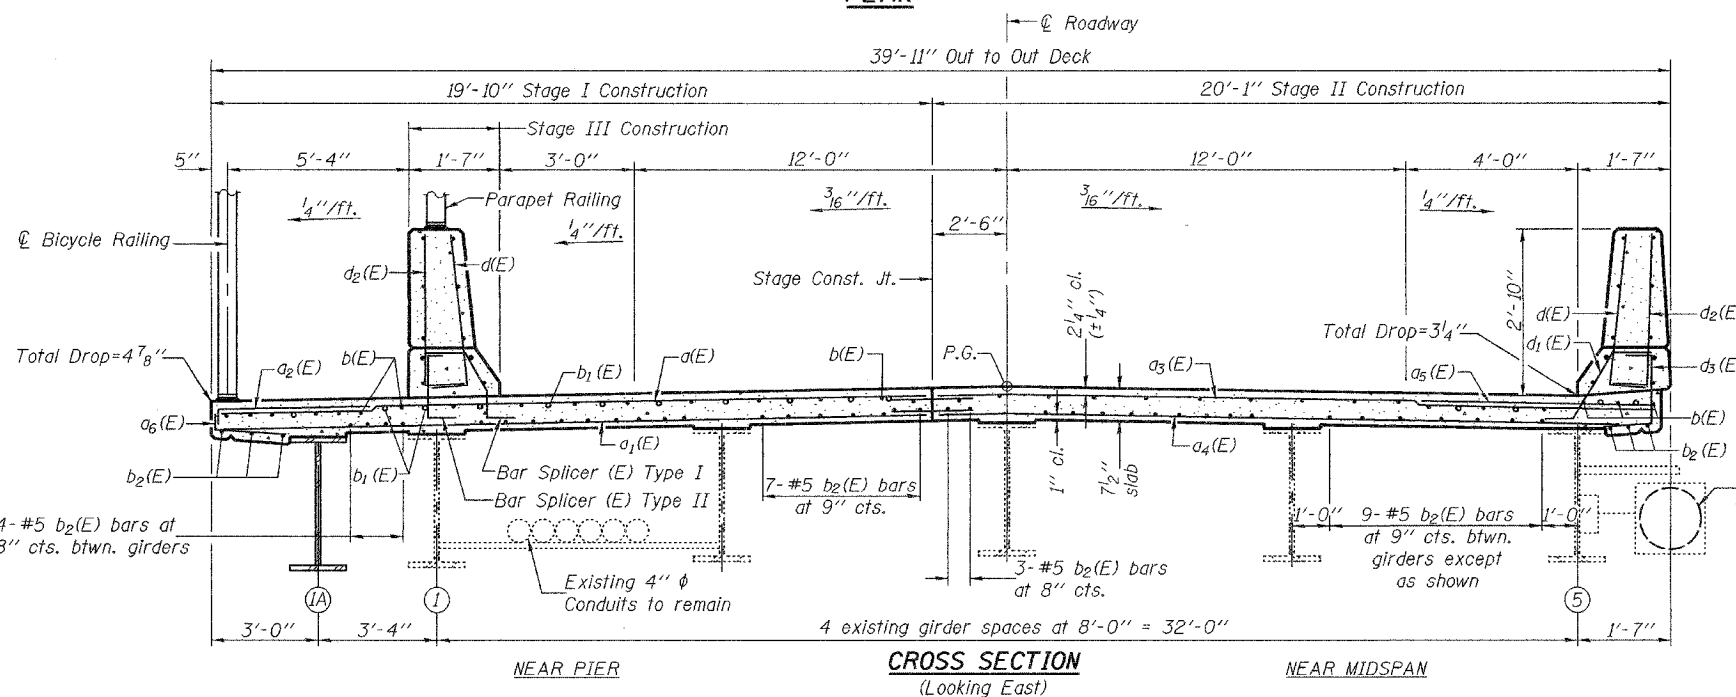 ℄ Roadway
39'-11" Out to Out Deck
19'-10" Stage I Construction
20'-1" Stage II Construction
Stage III Construction
5"
5'-4"
1'-7"
3'-0"
12'-0"
12'-0"
4'-0"
1'-7"
1/4"/ft.
Parapet Railing
3/16"/ft.
3/16"/ft.
1/4"/ft.
1/4"/ft.
2'-6"
℄ Bicycle Railing
d2(E)
d(E)
Stage Const. Jt.
2 1/4" cl.
(±1/4")
2'-10"
d(E)
d2(E
Total Drop=4 7/8"
a2(E)
b(E)
b1(E)
a(E)
b(E)
P.G.
a3(E)
Total Drop=3 1/4"
a5(E)
d1(E)
d3(E
a6(E)
b2(E)
b1(E)
a1(E)
Bar Splicer (E) Type I
Bar Splicer (E) Type II
7-#5 b2(E) bars
at 9" cts.
1" cl.
7 1/2"
slab
a4(E)
b(E)
b2(E)
4-#5 b2(E) bars at
8" cts. btwn. girders
Existing 4" ϕ
Conduits to remain
3-#5 b2(E) bars
at 8" cts.
1'-0"
9-#5 b2(E) bars
at 9" cts. btwn.
girders except
as shown
1'-0"
1A
1
5
3'-0"
3'-4"
4 existing girder spaces at 8'-0" = 32'-0"
1'-7"
NEAR PIER
CROSS SECTION
(Looking East)
NEAR MIDSPAN